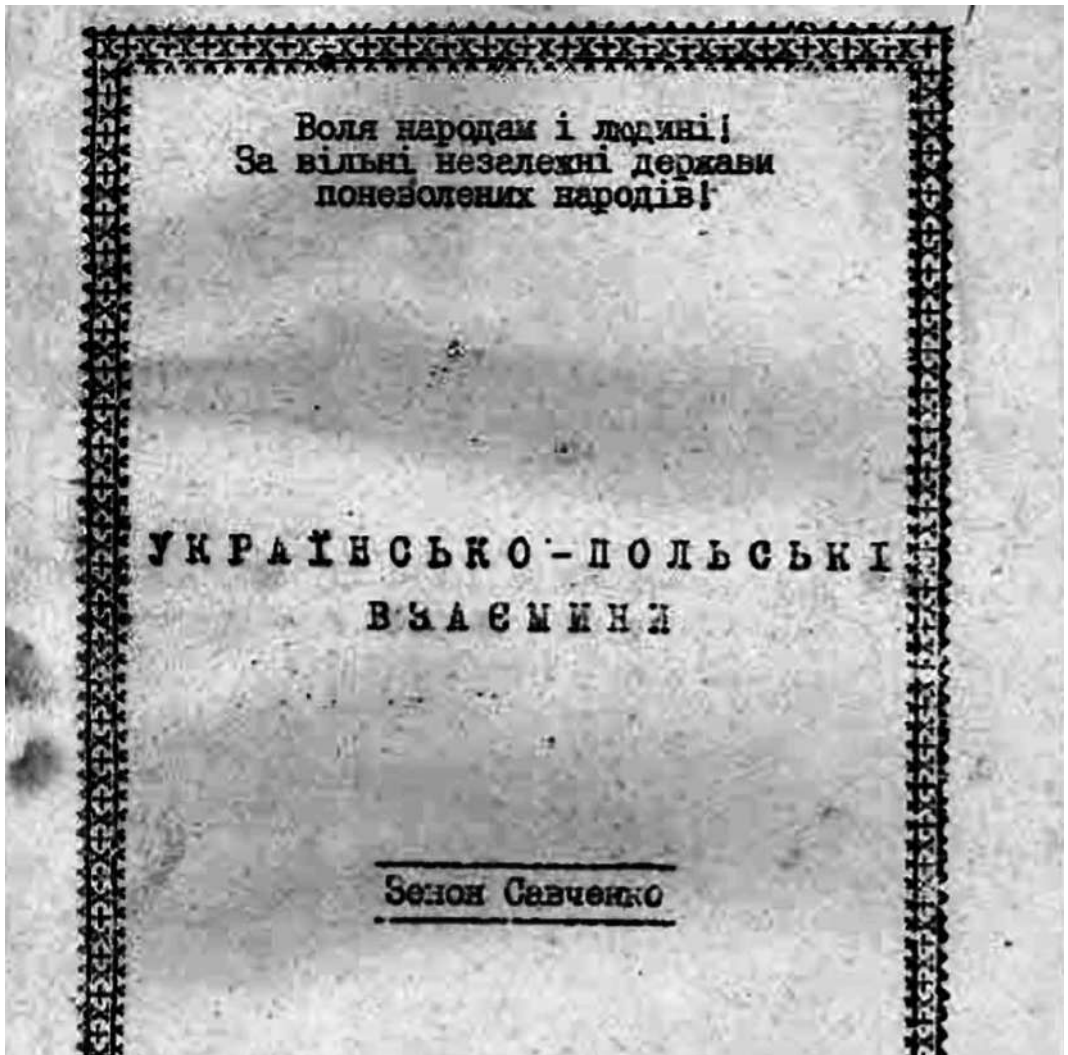 Воля народам і людині!
За вільні незалежні держави
поневолених народів!
УКРАЇНСЬКО-ПОЛЬСЬКІ
ВЗАЄМИНИ
Зенон Савченко